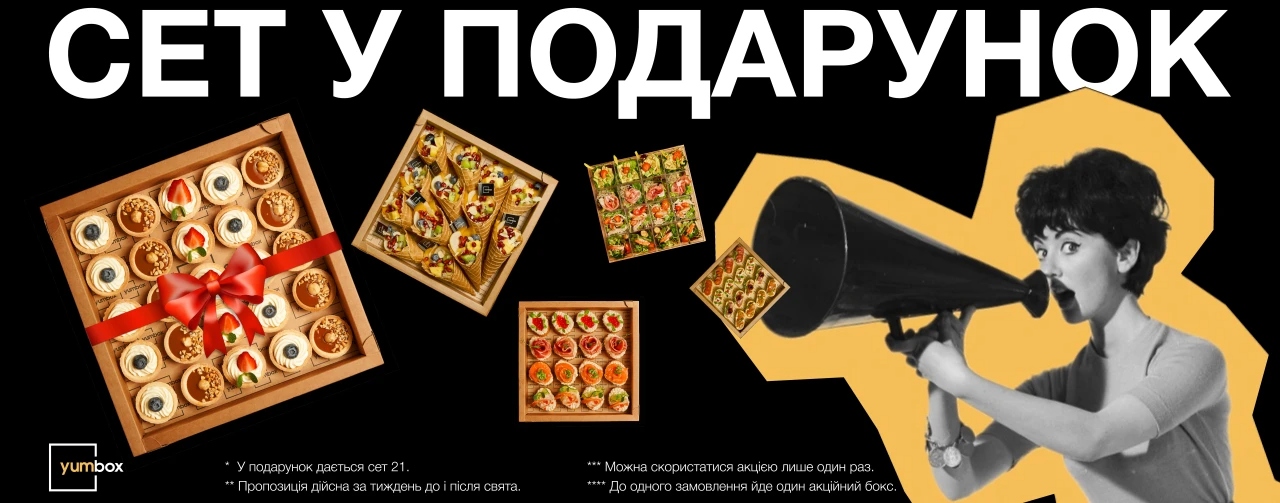 СЕТ У ПОДАРУНОК
yumbox
* У подарунок дається сет 21.
** Пропозиція дійсна за тиждень до і після свята.
*** Можна скористатися акцією лише один раз.
**** До одного замовлення йде один акційний бокс.